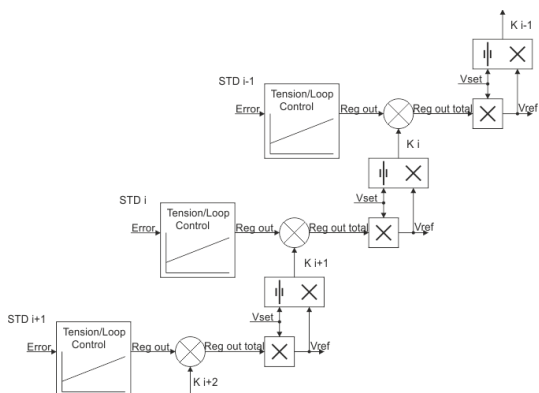 K i-1
STD i-1
Tension/Loop
Control
Vset
Error
Reg out
Reg out total
Vref
K i
STD i
Tension/Loop
Control
Vset
Error
Reg out
Reg out total
Vref
K i+1
STD i+1
Tension/Loop
Control
Vset
Error
Reg out
Reg out total
Vref
K i+2